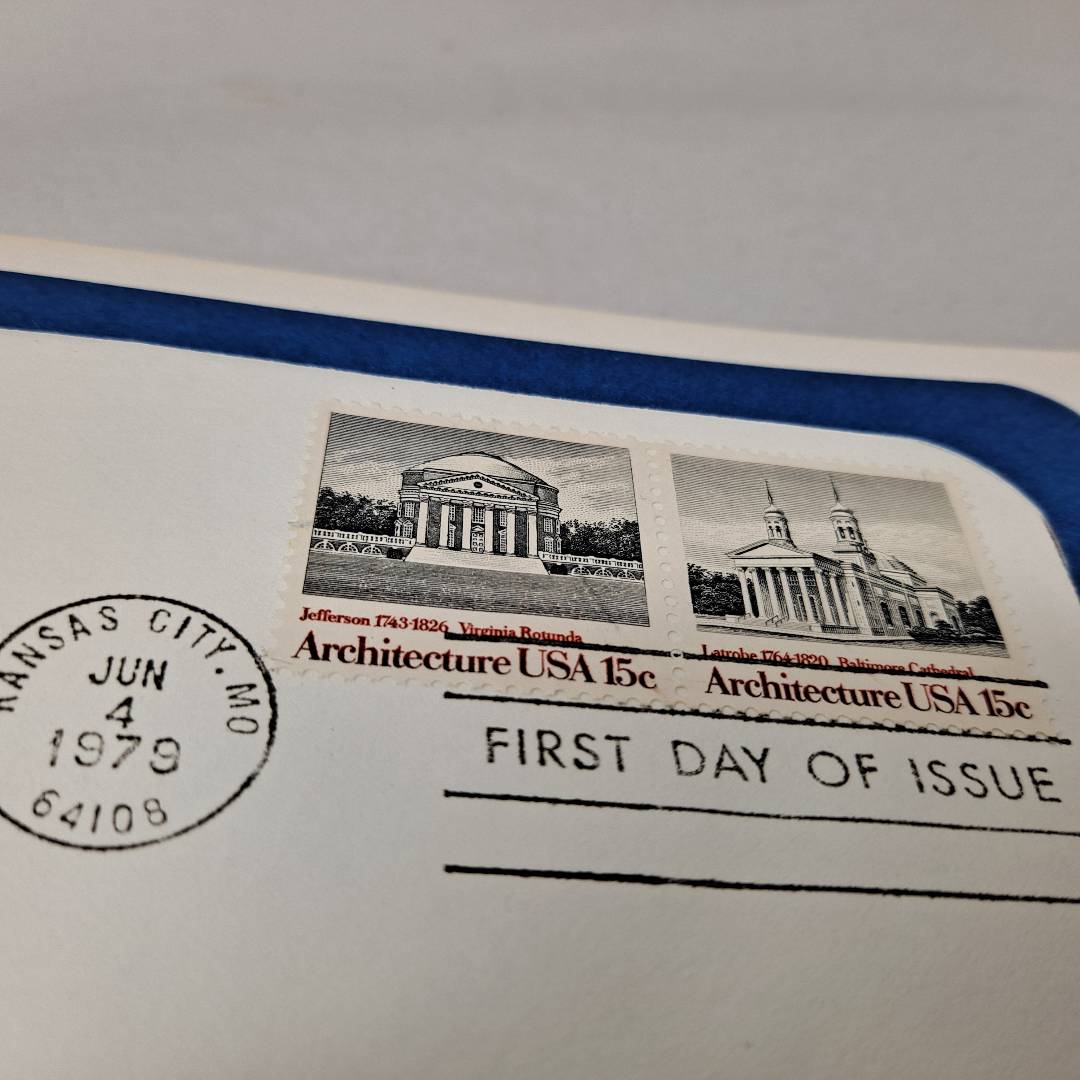 Jefferson 1743-1826 Virginia Rotunda
Architecture USA 15c
Latrobe 1764-1820 Baltimore Cathedral
Architecture USA 15c
KANSAS CITY, MO
JUN
4
1979
64108
FIRST DAY OF ISSUE